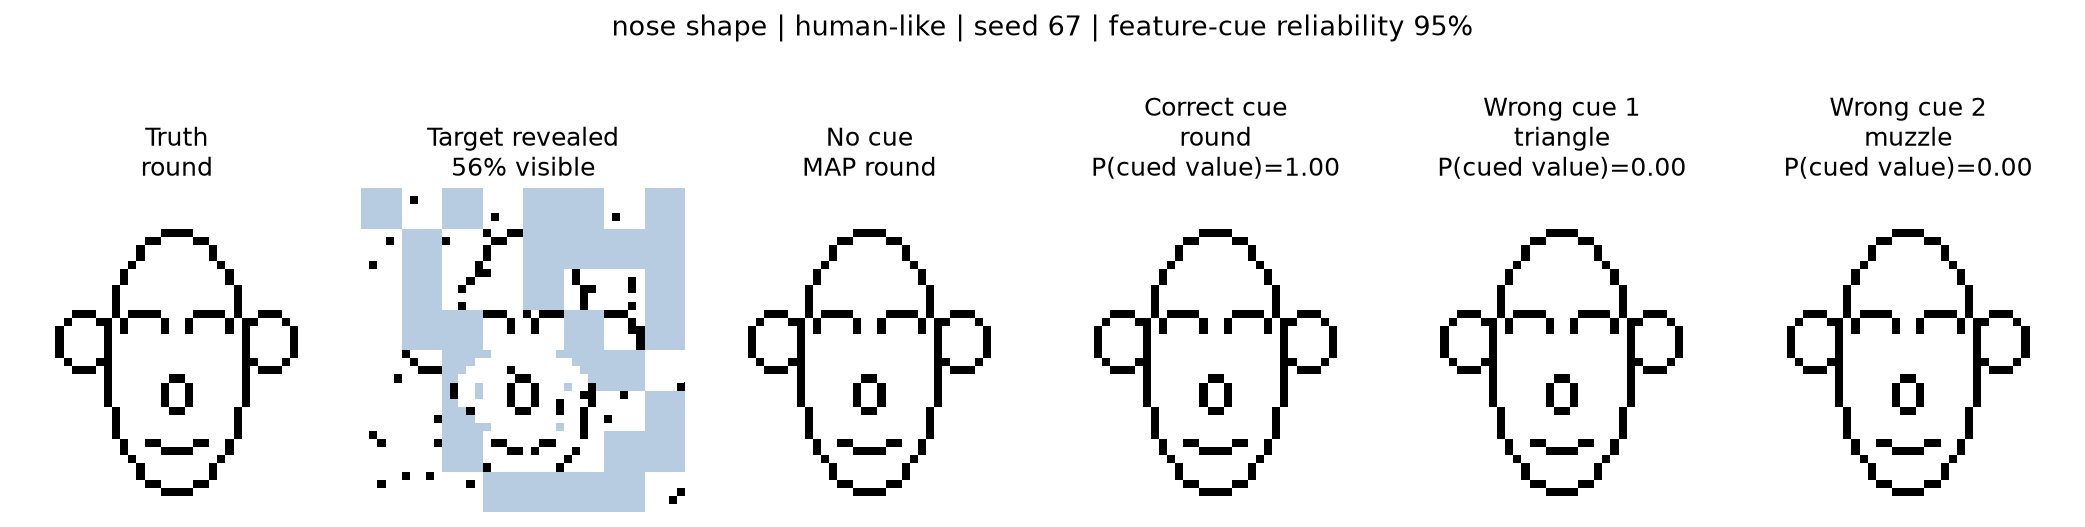 nose shape | human-like | seed 67 | feature-cue reliability 95%
Truth
round
Target revealed
56% visible
No cue
MAP round
Correct cue
round
P(cued value)=1.00
Wrong cue 1
triangle
P(cued value)=0.00
Wrong cue 2
muzzle
P(cued value)=0.00